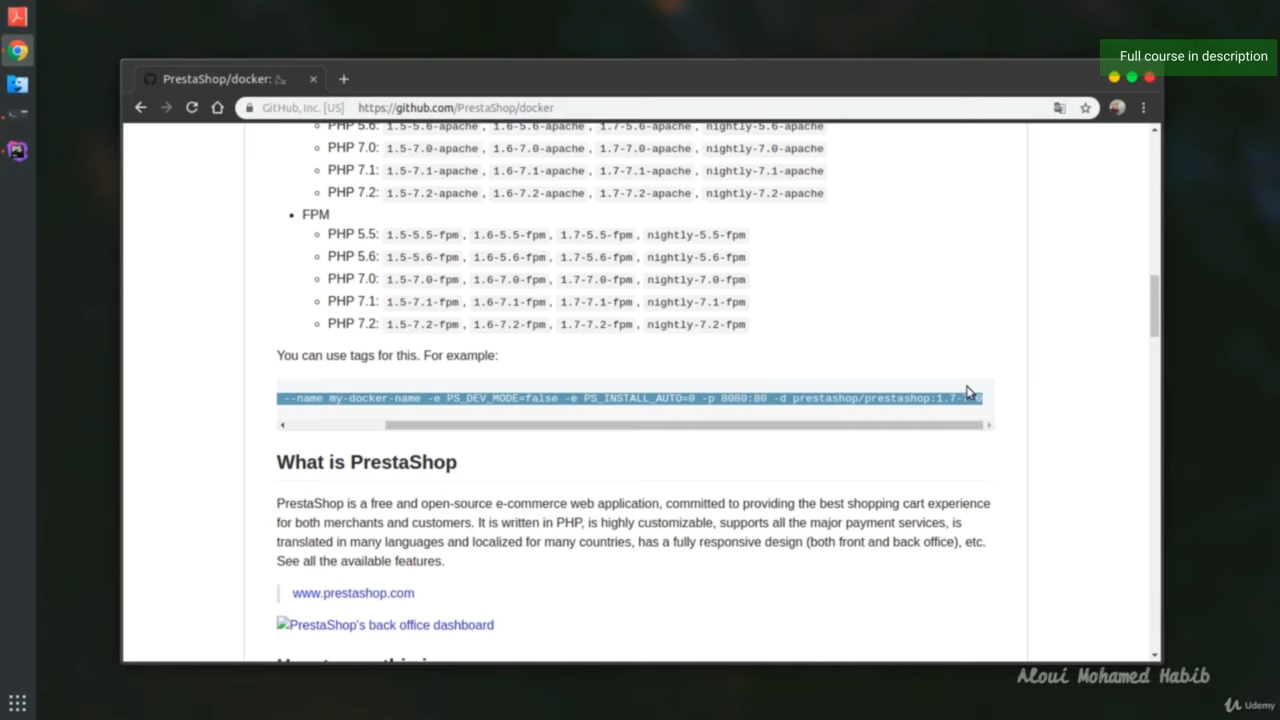 Full course in description
PrestaShop/docker:
GitHub, Inc. [US] https://github.com/PrestaShop/docker
PHP 5.6: 1.5-5.6-apache , 1.6-5.6-apache , 1.7-5.6-apache , nightly-5.6-apache
PHP 7.0: 1.5-7.0-apache , 1.6-7.0-apache , 1.7-7.0-apache , nightly-7.0-apache
PHP 7.1: 1.5-7.1-apache , 1.6-7.1-apache , 1.7-7.1-apache , nightly-7.1-apache
PHP 7.2: 1.5-7.2-apache , 1.6-7.2-apache , 1.7-7.2-apache , nightly-7.2-apache
FPM
PHP 5.5: 1.5-5.5-fpm , 1.6-5.5-fpm , 1.7-5.5-fpm , nightly-5.5-fpm
PHP 5.6: 1.5-5.6-fpm , 1.6-5.6-fpm , 1.7-5.6-fpm , nightly-5.6-fpm
PHP 7.0: 1.5-7.0-fpm , 1.6-7.0-fpm , 1.7-7.0-fpm , nightly-7.0-fpm
PHP 7.1: 1.5-7.1-fpm , 1.6-7.1-fpm , 1.7-7.1-fpm , nightly-7.1-fpm
PHP 7.2: 1.5-7.2-fpm , 1.6-7.2-fpm , 1.7-7.2-fpm , nightly-7.2-fpm
You can use tags for this. For example:
--name my-docker-name -e PS_DEV_MODE=false -e PS_INSTALL_AUTO=0 -p 8080:80 -d
What is PrestaShop
PrestaShop is a free and open-source e-commerce web application, committed to providing the best shopping cart experience
for both merchants and customers. It is written in PHP, is highly customizable, supports all the major payment services, is
translated in many languages and localized for many countries, has a fully responsive design (both front and back office), etc.
See all the available features.
www.prestashop.com
PrestaShop's back office dashboard
Aloui Mohamed Habib
Udemy